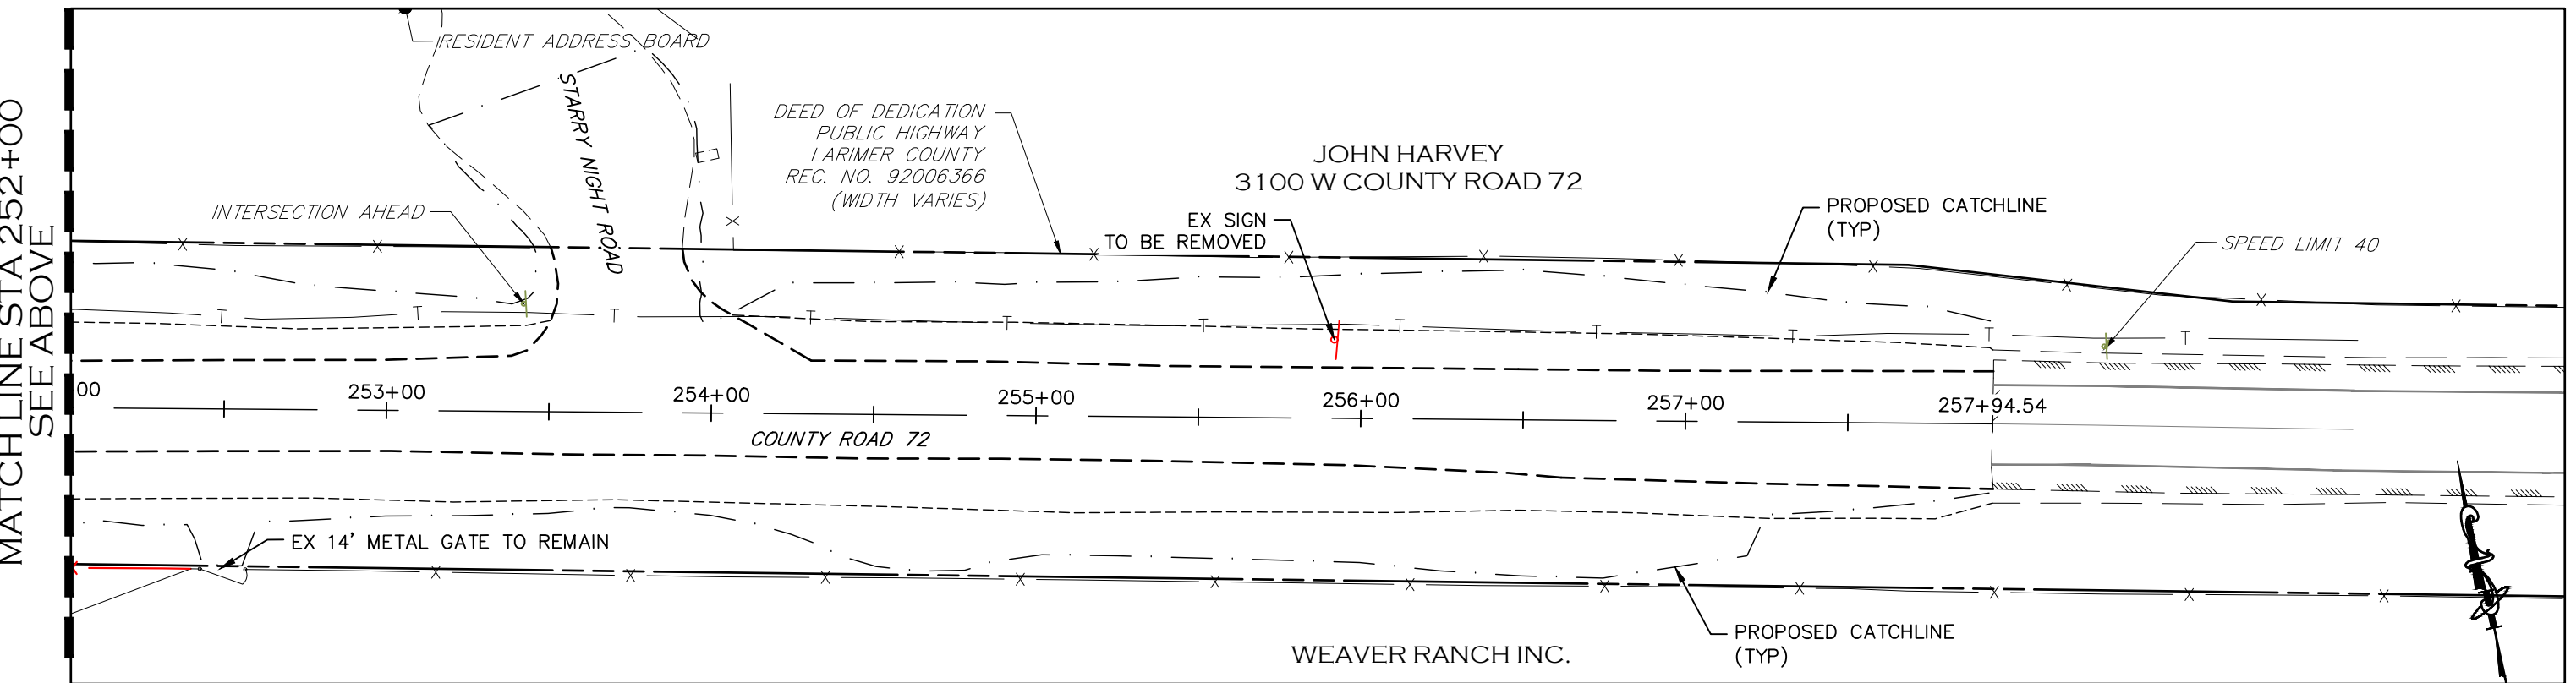 MATCH LINE STA 252+00
SEE ABOVE
RESIDENT ADDRESS BOARD
STARRY NIGHT ROAD
DEED OF DEDICATION
PUBLIC HIGHWAY
LARIMER COUNTY
REC. NO. 92006366
(WIDTH VARIES)
JOHN HARVEY
3100 W COUNTY ROAD 72
INTERSECTION AHEAD
EX SIGN
TO BE REMOVED
PROPOSED CATCHLINE
(TYP)
SPEED LIMIT 40
00
253+00
254+00
255+00
256+00
257+00
257+94.54
COUNTY ROAD 72
EX 14' METAL GATE TO REMAIN
PROPOSED CATCHLINE
(TYP)
WEAVER RANCH INC.